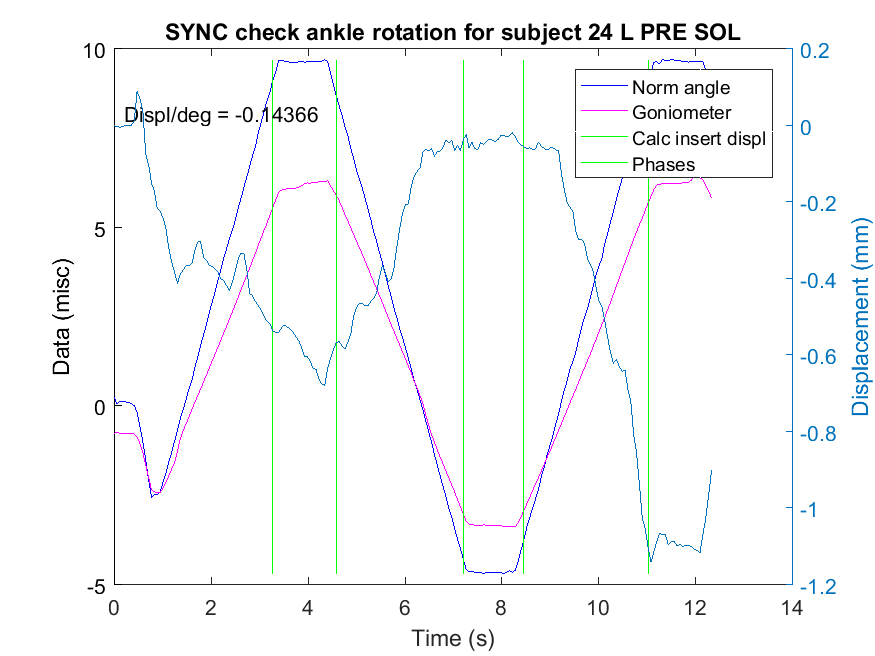 SYNC check ankle rotation for subject 24 L PRE SOL
10
5
0
-5
Data (misc)
Displ/deg = -0.14366
Norm angle
Goniometer
Calc insert displ
Phases
0.2
0
-0.2
-0.4
-0.6
-0.8
-1
-1.2
Displacement (mm)
0 2 4 6 8 10 12 14
Time (s)